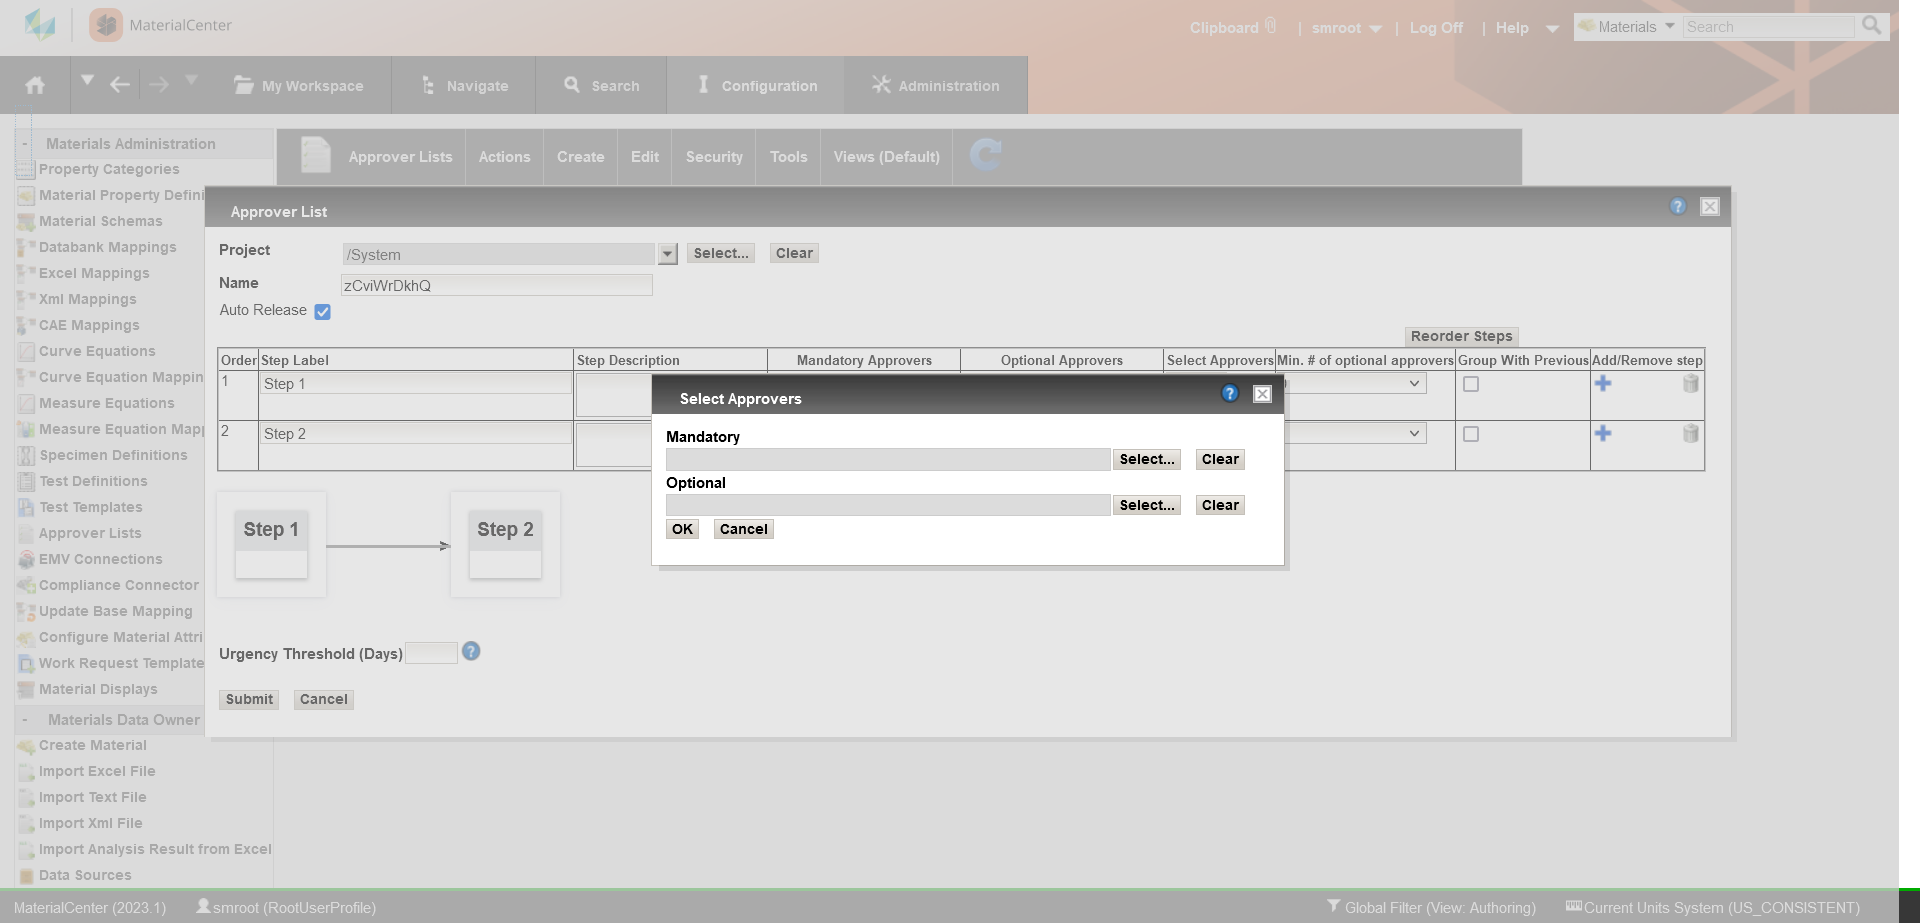 MaterialCenter
Clipboard | smroot | Log Off | Help Materials Search
My Workspace Navigate Search Configuration Administration
- Materials Administration
Approver Lists Actions Create Edit Security Tools Views (Default)
Property Categories
Material Property Defini
Material Schemas
Databank Mappings
Excel Mappings
Xml Mappings
CAE Mappings
Curve Equations
Curve Equation Mappin
Measure Equations
Measure Equation Mapp
Specimen Definitions
Test Definitions
Test Templates
Approver Lists
EMV Connections
Compliance Connector
Update Base Mapping
Configure Material Attri
Work Request Template
Material Displays
- Materials Data Owner
Create Material
Import Excel File
Import Text File
Import Xml File
Import Analysis Result from Excel
Data Sources
Approver List ?
Project /System Select... Clear
Name zCviWrDkhQ
Auto Release
Reorder Steps
Order Step Label Step Description Mandatory Approvers Optional Approvers Select Approvers Min. # of optional approvers Group With Previous Add/Remove step
1 Step 1
2 Step 2
Select Approvers ?
Mandatory
Select... Clear
Optional
Select... Clear
OK Cancel
Step 1 Step 2
Urgency Threshold (Days) ?
Submit Cancel
MaterialCenter (2023.1) smroot (RootUserProfile) Global Filter (View: Authoring) Current Units System (US_CONSISTENT)